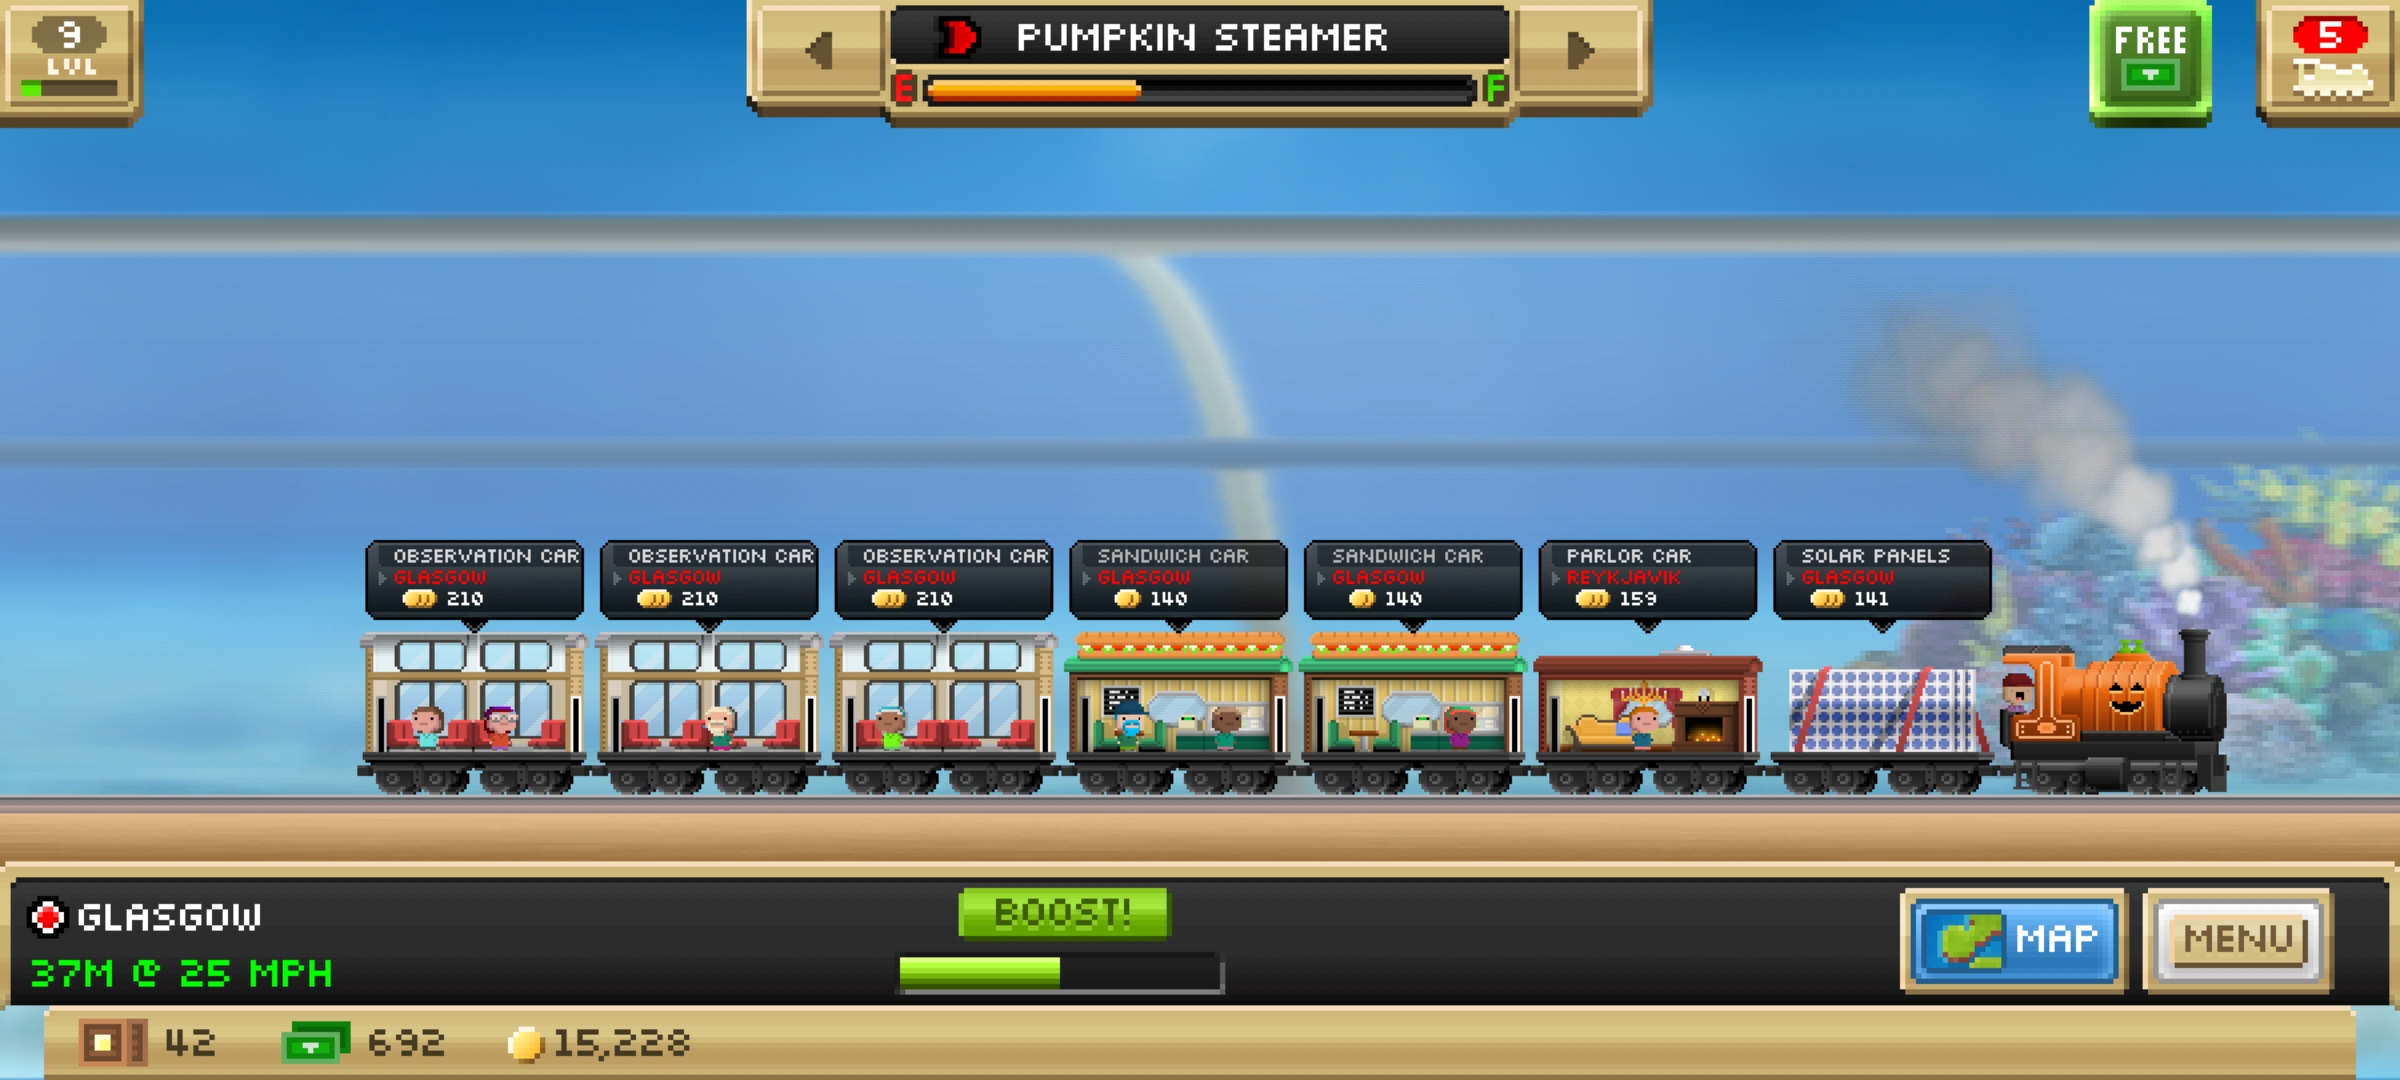 9
LVL
PUMPKIN STEAMER
E F
FREE
5
OBSERVATION CAR
GLASGOW
210
OBSERVATION CAR
GLASGOW
210
OBSERVATION CAR
GLASGOW
210
SANDWICH CAR
GLASGOW
140
SANDWICH CAR
GLASGOW
140
PARLOR CAR
REYKJAVIK
159
SOLAR PANELS
GLASGOW
141
GLASGOW
37M @ 25 MPH
BOOST!
MAP
MENU
42
692
15,228